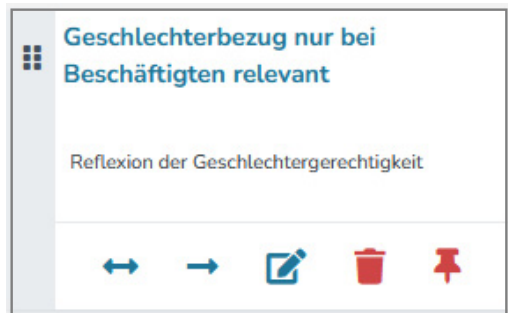 Geschlechterbezug nur bei
Beschäftigten relevant
Reflexion der Geschlechtergerechtigkeit